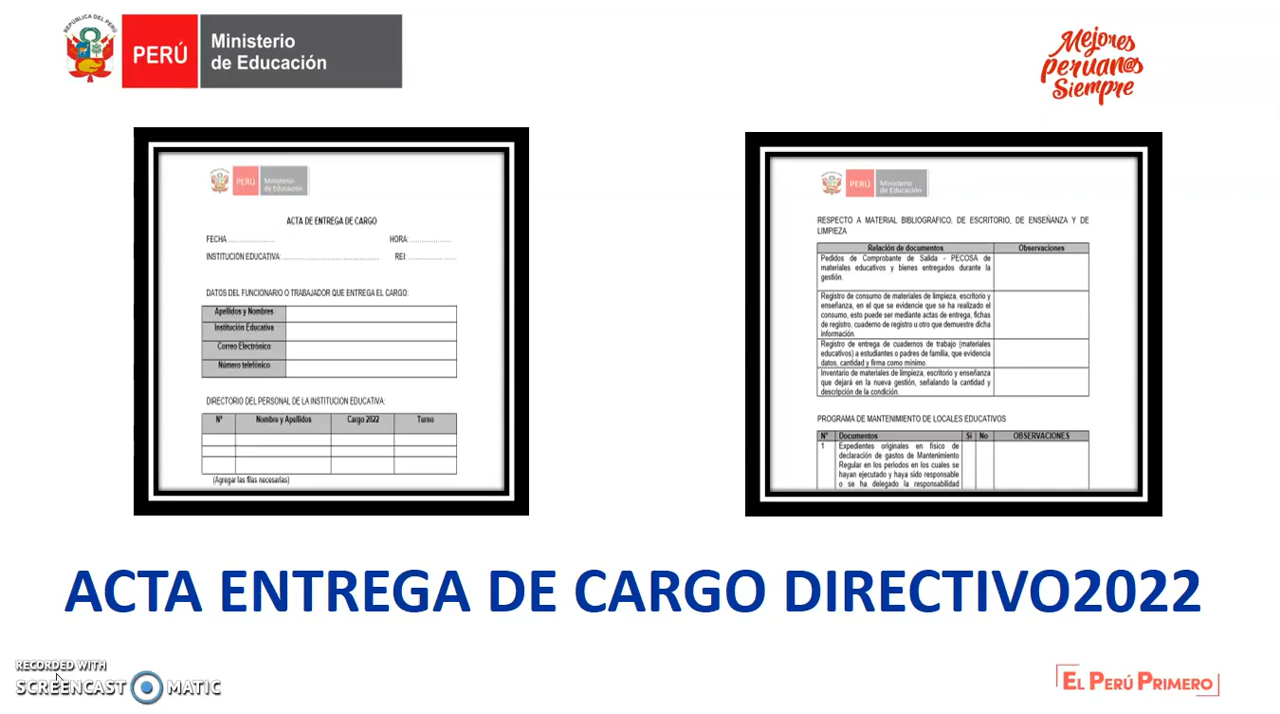 REPÚBLICA DEL PERÚ
PERÚ
Ministerio
de Educación
Mejores
peruan@s
Siempre
PERÚ
Ministerio
de Educación
ACTA DE ENTREGA DE CARGO
FECHA ..................... HORA: ..................
INSTITUCIÓN EDUCATIVA: ............................................. REI: .......................
DATOS DEL FUNCIONARIO O TRABAJADOR QUE ENTREGA EL CARGO:
Apellidos y Nombres
Institución Educativa
Correo Electrónico
Número telefónico
DIRECTORIO DEL PERSONAL DE LA INSTITUCION EDUCATIVA:
N° Nombre y Apellidos Cargo 2022 Turno
(Agregar las filas necesarias)
PERÚ
Ministerio
de Educación
RESPECTO A MATERIAL BIBLIOGRÁFICO, DE ESCRITORIO, DE ENSEÑANZA Y DE
LIMPIEZA
Relación de documentos Observaciones
Pedidos de Comprobante de Salida - PECOSA de
materiales educativos y bienes entregados durante la
gestión.
Registro de consumo de materiales de limpieza, escritorio y
enseñanza, en el que se evidencie que se ha realizado el
consumo, esto puede ser mediante actas de entrega, fichas
de registro, cuaderno de registro u otro que demuestre dicha
información.
Registro de entrega de cuadernos de trabajo (materiales
educativos) a estudiantes o padres de familia, que evidencia
datos, cantidad y firma como mínimo.
Inventario de materiales de limpieza, escritorio y enseñanza
que dejará en la nueva gestión, señalando la cantidad y
descripción de la condición.
PROGRAMA DE MANTENIMIENTO DE LOCALES EDUCATIVOS
N° Documentos Si No OBSERVACIONES
1 Expedientes originales en físico de
declaración de gastos de Mantenimiento
Regular en los periodos en los cuales se
hayan ejecutado y haya sido responsable
o se ha delegado la responsabilidad
ACTA ENTREGA DE CARGO DIRECTIVO2022
RECORDED WITH
SCREENCAST MATIC
EL PERÚ PRIMERO